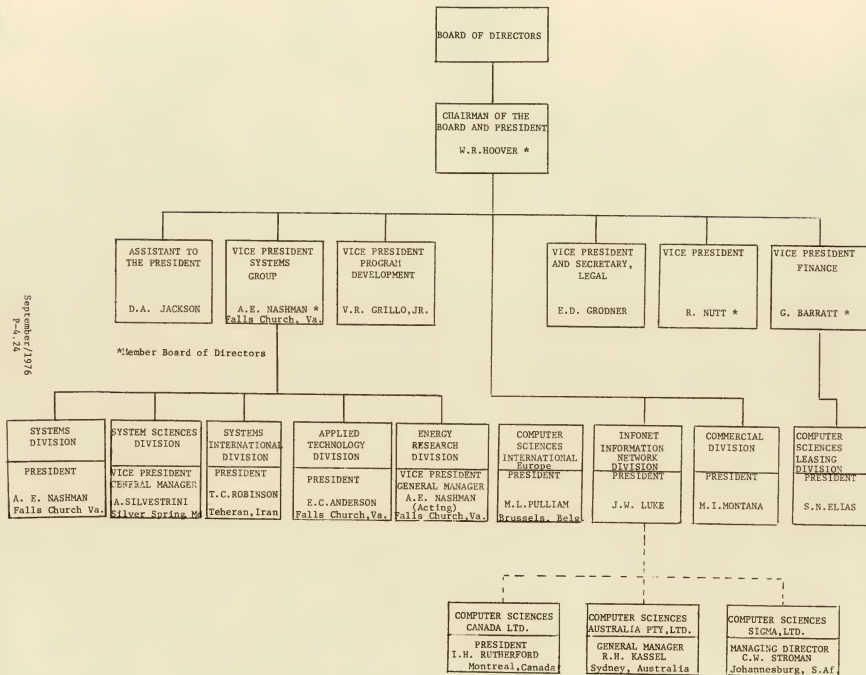 BOARD OF DIRECTORS
CHAIRMAN OF THE
BOARD AND PRESIDENT
W.R.HOOVER *
ASSISTANT TO
THE PRESIDENT
D.A. JACKSON
VICE PRESIDENT
SYSTEMS
GROUP
A.E. NASHMAN *
Falls Church, Va.
VICE PRESIDENT
PROGRAM
DEVELOPMENT
V.R. GRILLO,JR.
VICE PRESIDENT
AND SECRETARY,
LEGAL
E.D. GRODNER
VICE PRESIDENT
R. NUTT *
VICE PRESIDENT
FINANCE
G. BARRATT *
*Member Board of Directors
September/1976
P-4.24
SYSTEMS
DIVISION
PRESIDENT
A. E. NASHMAN
Falls Church Va.
SYSTEM SCIENCES
DIVISION
VICE PRESIDENT
GENERAL MANAGER
A.SILVESTRINI
Silver Spring Md
SYSTEMS
INTERNATIONAL
DIVISION
PRESIDENT
T.C.ROBINSON
Teheran,Iran
APPLIED
TECHNOLOGY
DIVISION
PRESIDENT
E.C.ANDERSON
Falls Church,Va.
ENERGY
RESEARCH
DIVISION
VICE PRESIDENT
GENERAL MANAGER
A.E. NASHMAN
(Acting)
Falls Church,Va.
COMPUTER
SCIENCES
INTERNATIONAL
Europe
PRESIDENT
M.L.PULLIAM
Brussels, Belg
INFONET
INFORMATION
NETWORK
DIVISION
PRESIDENT
J.W. LUKE
COMMERCIAL
DIVISION
PRESIDENT
M.I.MONTANA
COMPUTER
SCIENCES
LEASING
DIVISION
PRESIDENT
S.N.ELIAS
COMPUTER SCIENCES
CANADA LTD.
PRESIDENT
I.H. RUTHERFORD
Montreal,Canada
COMPUTER SCIENCES
AUSTRALIA PTY,LTD.
GENERAL MANAGER
R.H. KASSEL
Sydney, Australia
COMPUTER SCIENCES
SIGMA,LTD.
MANAGING DIRECTOR
C.W. STROMAN
Johannesburg, S.Af.